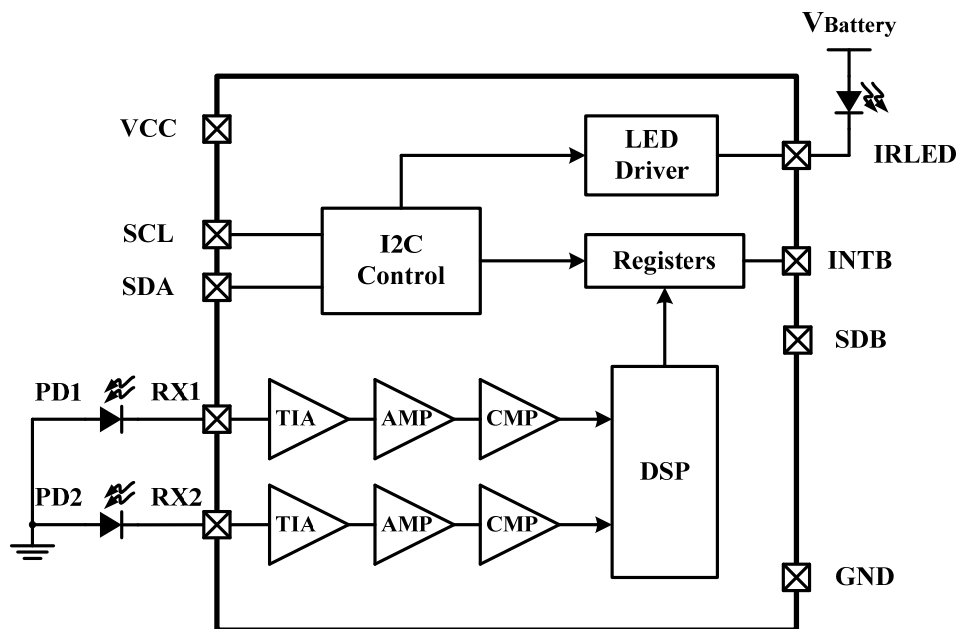 VBattery
VCC
LED
Driver
IRLED
SCL
I2C
Control
SDA
Registers
INTB
SDB
PD1
RX1
TIA
AMP
CMP
DSP
PD2
RX2
TIA
AMP
CMP
GND